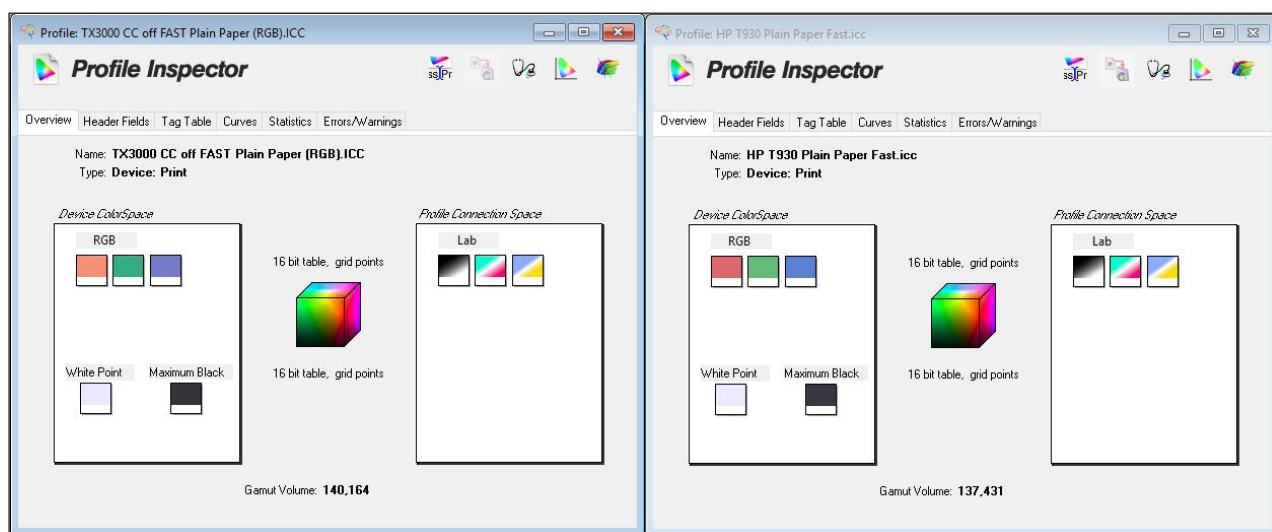 Profile: TX3000 CC off FAST Plain Paper (RGB).ICC
Profile Inspector
ss Pr
Overview Header Fields Tag Table Curves Statistics Errors/Warnings
Name: TX3000 CC off FAST Plain Paper (RGB).ICC
Type: Device: Print
Device ColorSpace
Profile Connection Space
RGB
Lab
16 bit table, grid points
16 bit table, grid points
White Point
Maximum Black
Gamut Volume: 140,164
Profile: HP T930 Plain Paper Fast.icc
Profile Inspector
ss Pr
Overview Header Fields Tag Table Curves Statistics Errors/Warnings
Name: HP T930 Plain Paper Fast.icc
Type: Device: Print
Device ColorSpace
Profile Connection Space
RGB
Lab
16 bit table, grid points
16 bit table, grid points
White Point
Maximum Black
Gamut Volume: 137,431